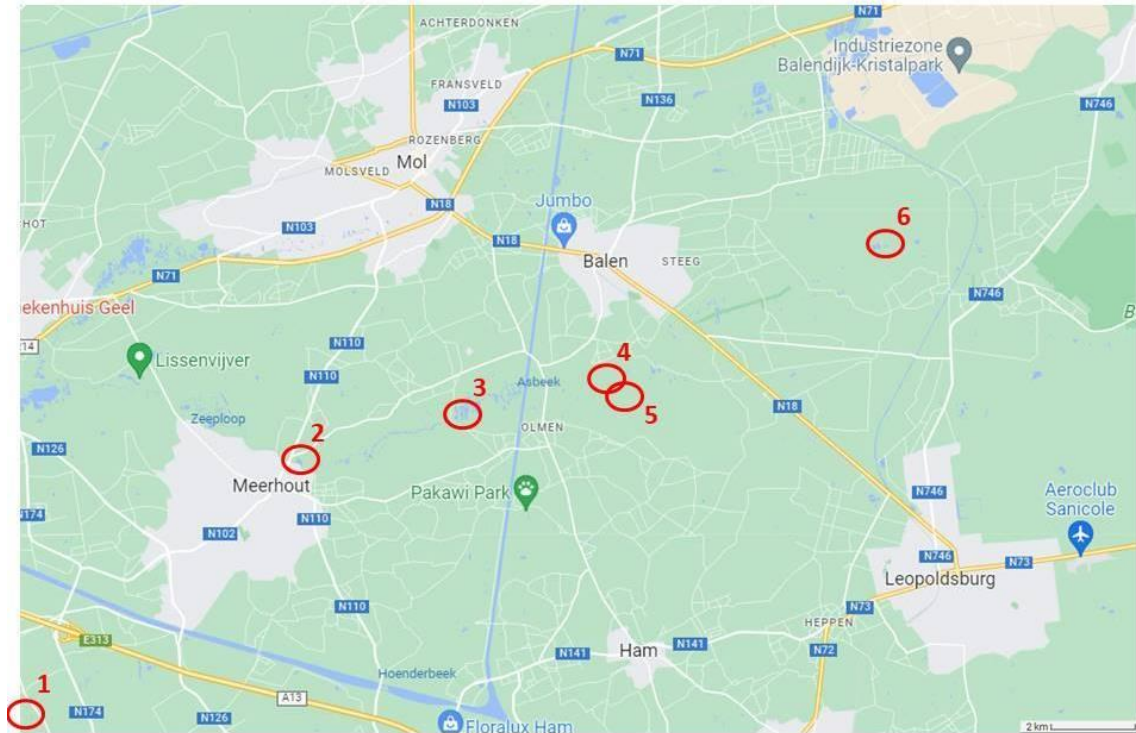 ACHTERDONKEN
N71
N71
Industriezone
Balendijk-Kristalpark
FRANSVELD
N103
N136
N746
ROZENBERG
Mol
MOLSVELD
N18
Jumbo
6
HOT
N103
N18
Balen
STEEG
N71
N746
ekenhuis Geel
B
14
Lissenvijver
N110
4
N110
3
Asbeek
5
Zeeploop
N18
2
OLMEN
N126
Meerhout
Pakawi Park
N746
Aeroclub
Sanicole
N174
N110
N102
N746
N73
Leopoldsburg
N110
N73
HEPPEN
E313
Ham
N141
N72
N141
Hoenderbeek
1
A13
N174
N126
Floralux Ham
2 km